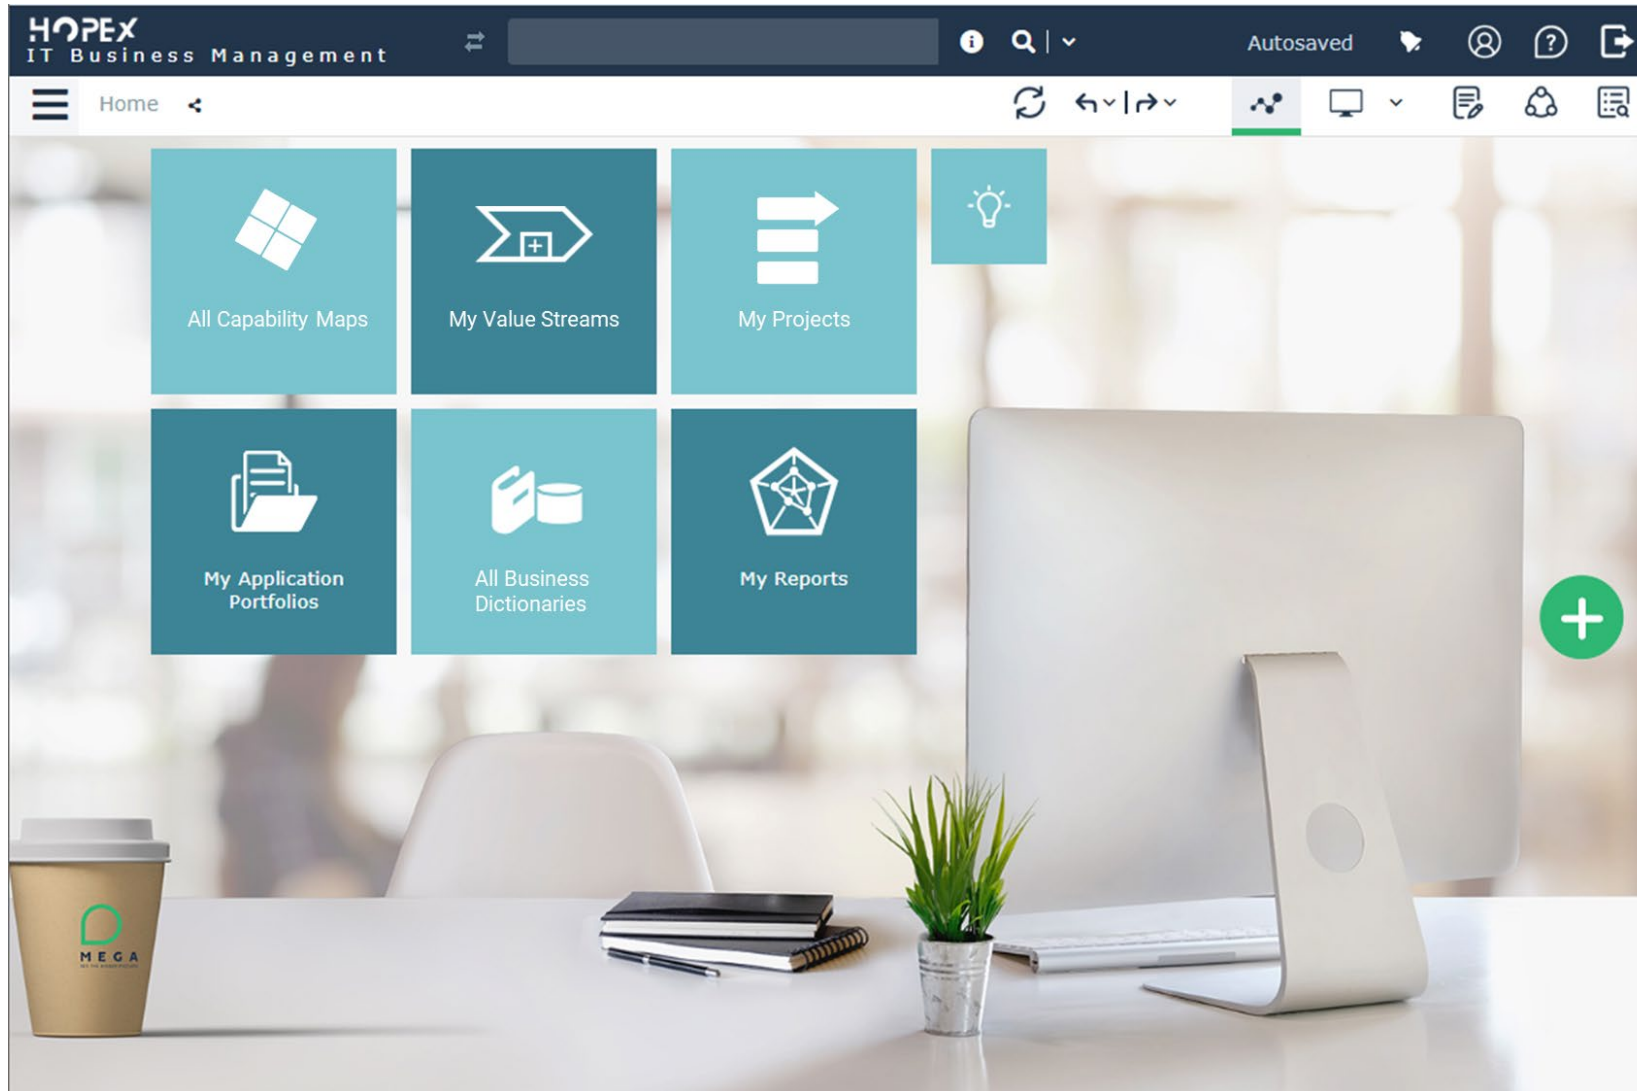 HOPEX
IT Business Management
Autosaved
Home
All Capability Maps
My Value Streams
My Projects
My Application
Portfolios
All Business
Dictionaries
My Reports
MEGA